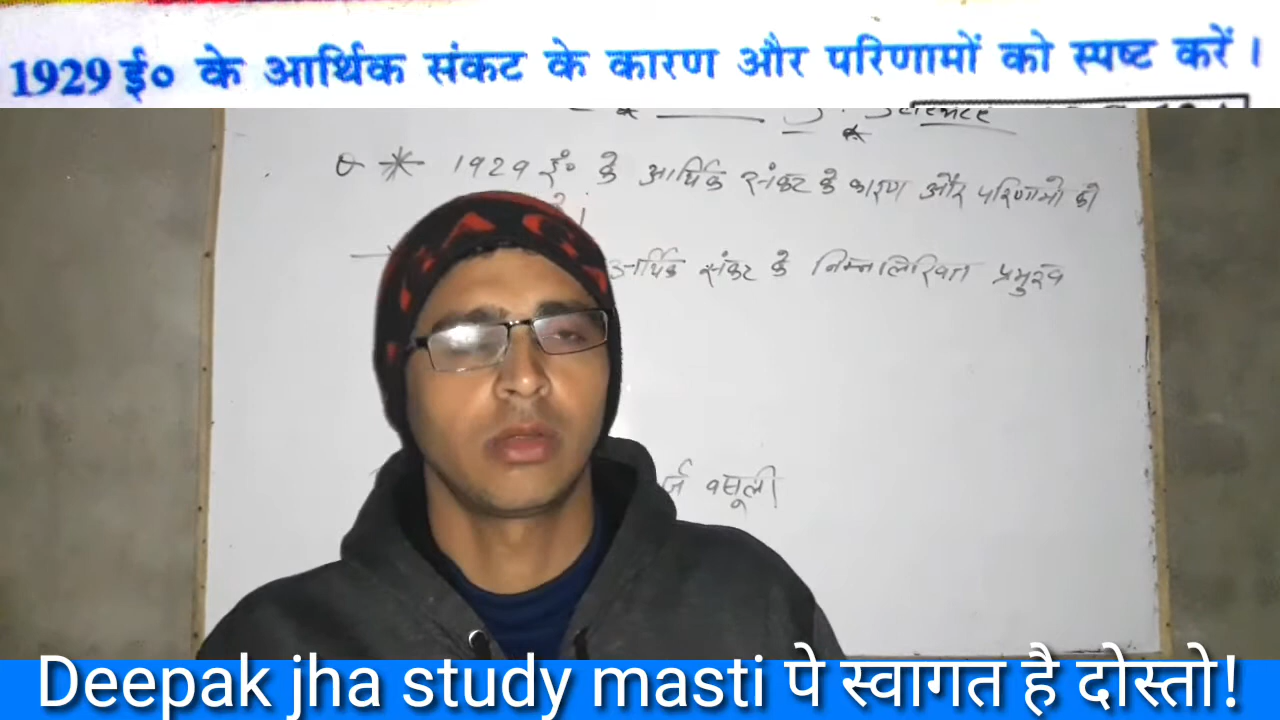 1929 ई० के आर्थिक संकट के कारण और परिणामों को स्पष्ट करें ।
* 1929 ई० के आर्थिक संकट के कारण और परिणामों को
आर्थिक संकट के निम्नलिखित प्रमुख
वसूली
Deepak jha study masti पे स्वागत है दोस्तो!